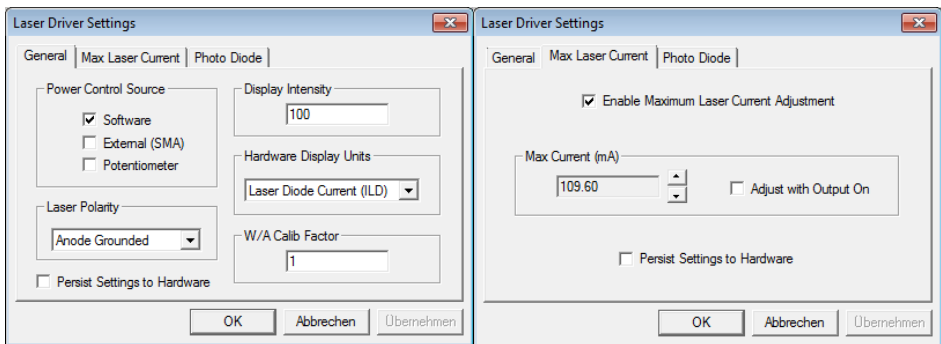 Laser Driver Settings
General Max Laser Current Photo Diode
Power Control Source
Software
External (SMA)
Potentiometer
Laser Polarity
Anode Grounded
Persist Settings to Hardware
Display Intensity
100
Hardware Display Units
Laser Diode Current (ILD)
W/A Calib Factor
1
OK Abbrechen Übernehmen
Laser Driver Settings
General Max Laser Current Photo Diode
Enable Maximum Laser Current Adjustment
Max Current (mA)
109.60
Adjust with Output On
Persist Settings to Hardware
OK Abbrechen Übernehmen